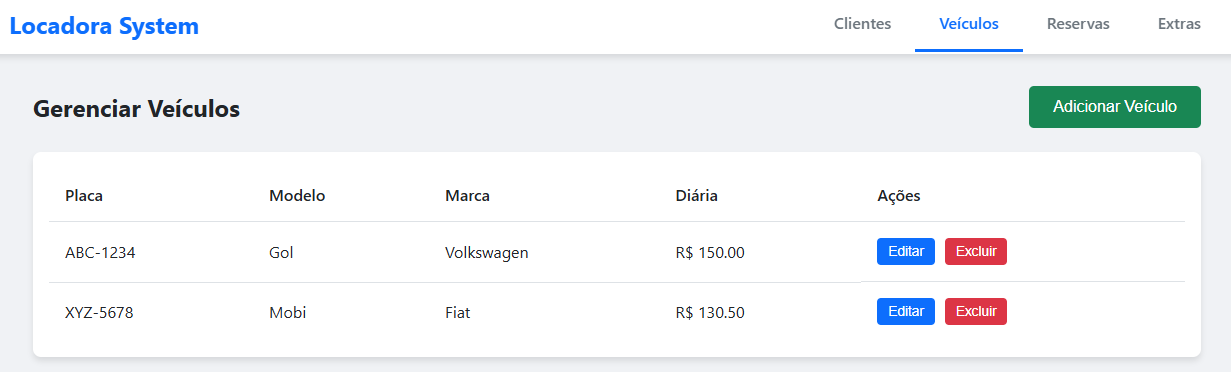 Locadora System Clientes Veículos Reservas Extras
Gerenciar Veículos Adicionar Veículo
Placa Modelo Marca Diária Ações
ABC-1234 Gol Volkswagen R$ 150.00 Editar Excluir
XYZ-5678 Mobi Fiat R$ 130.50 Editar Excluir